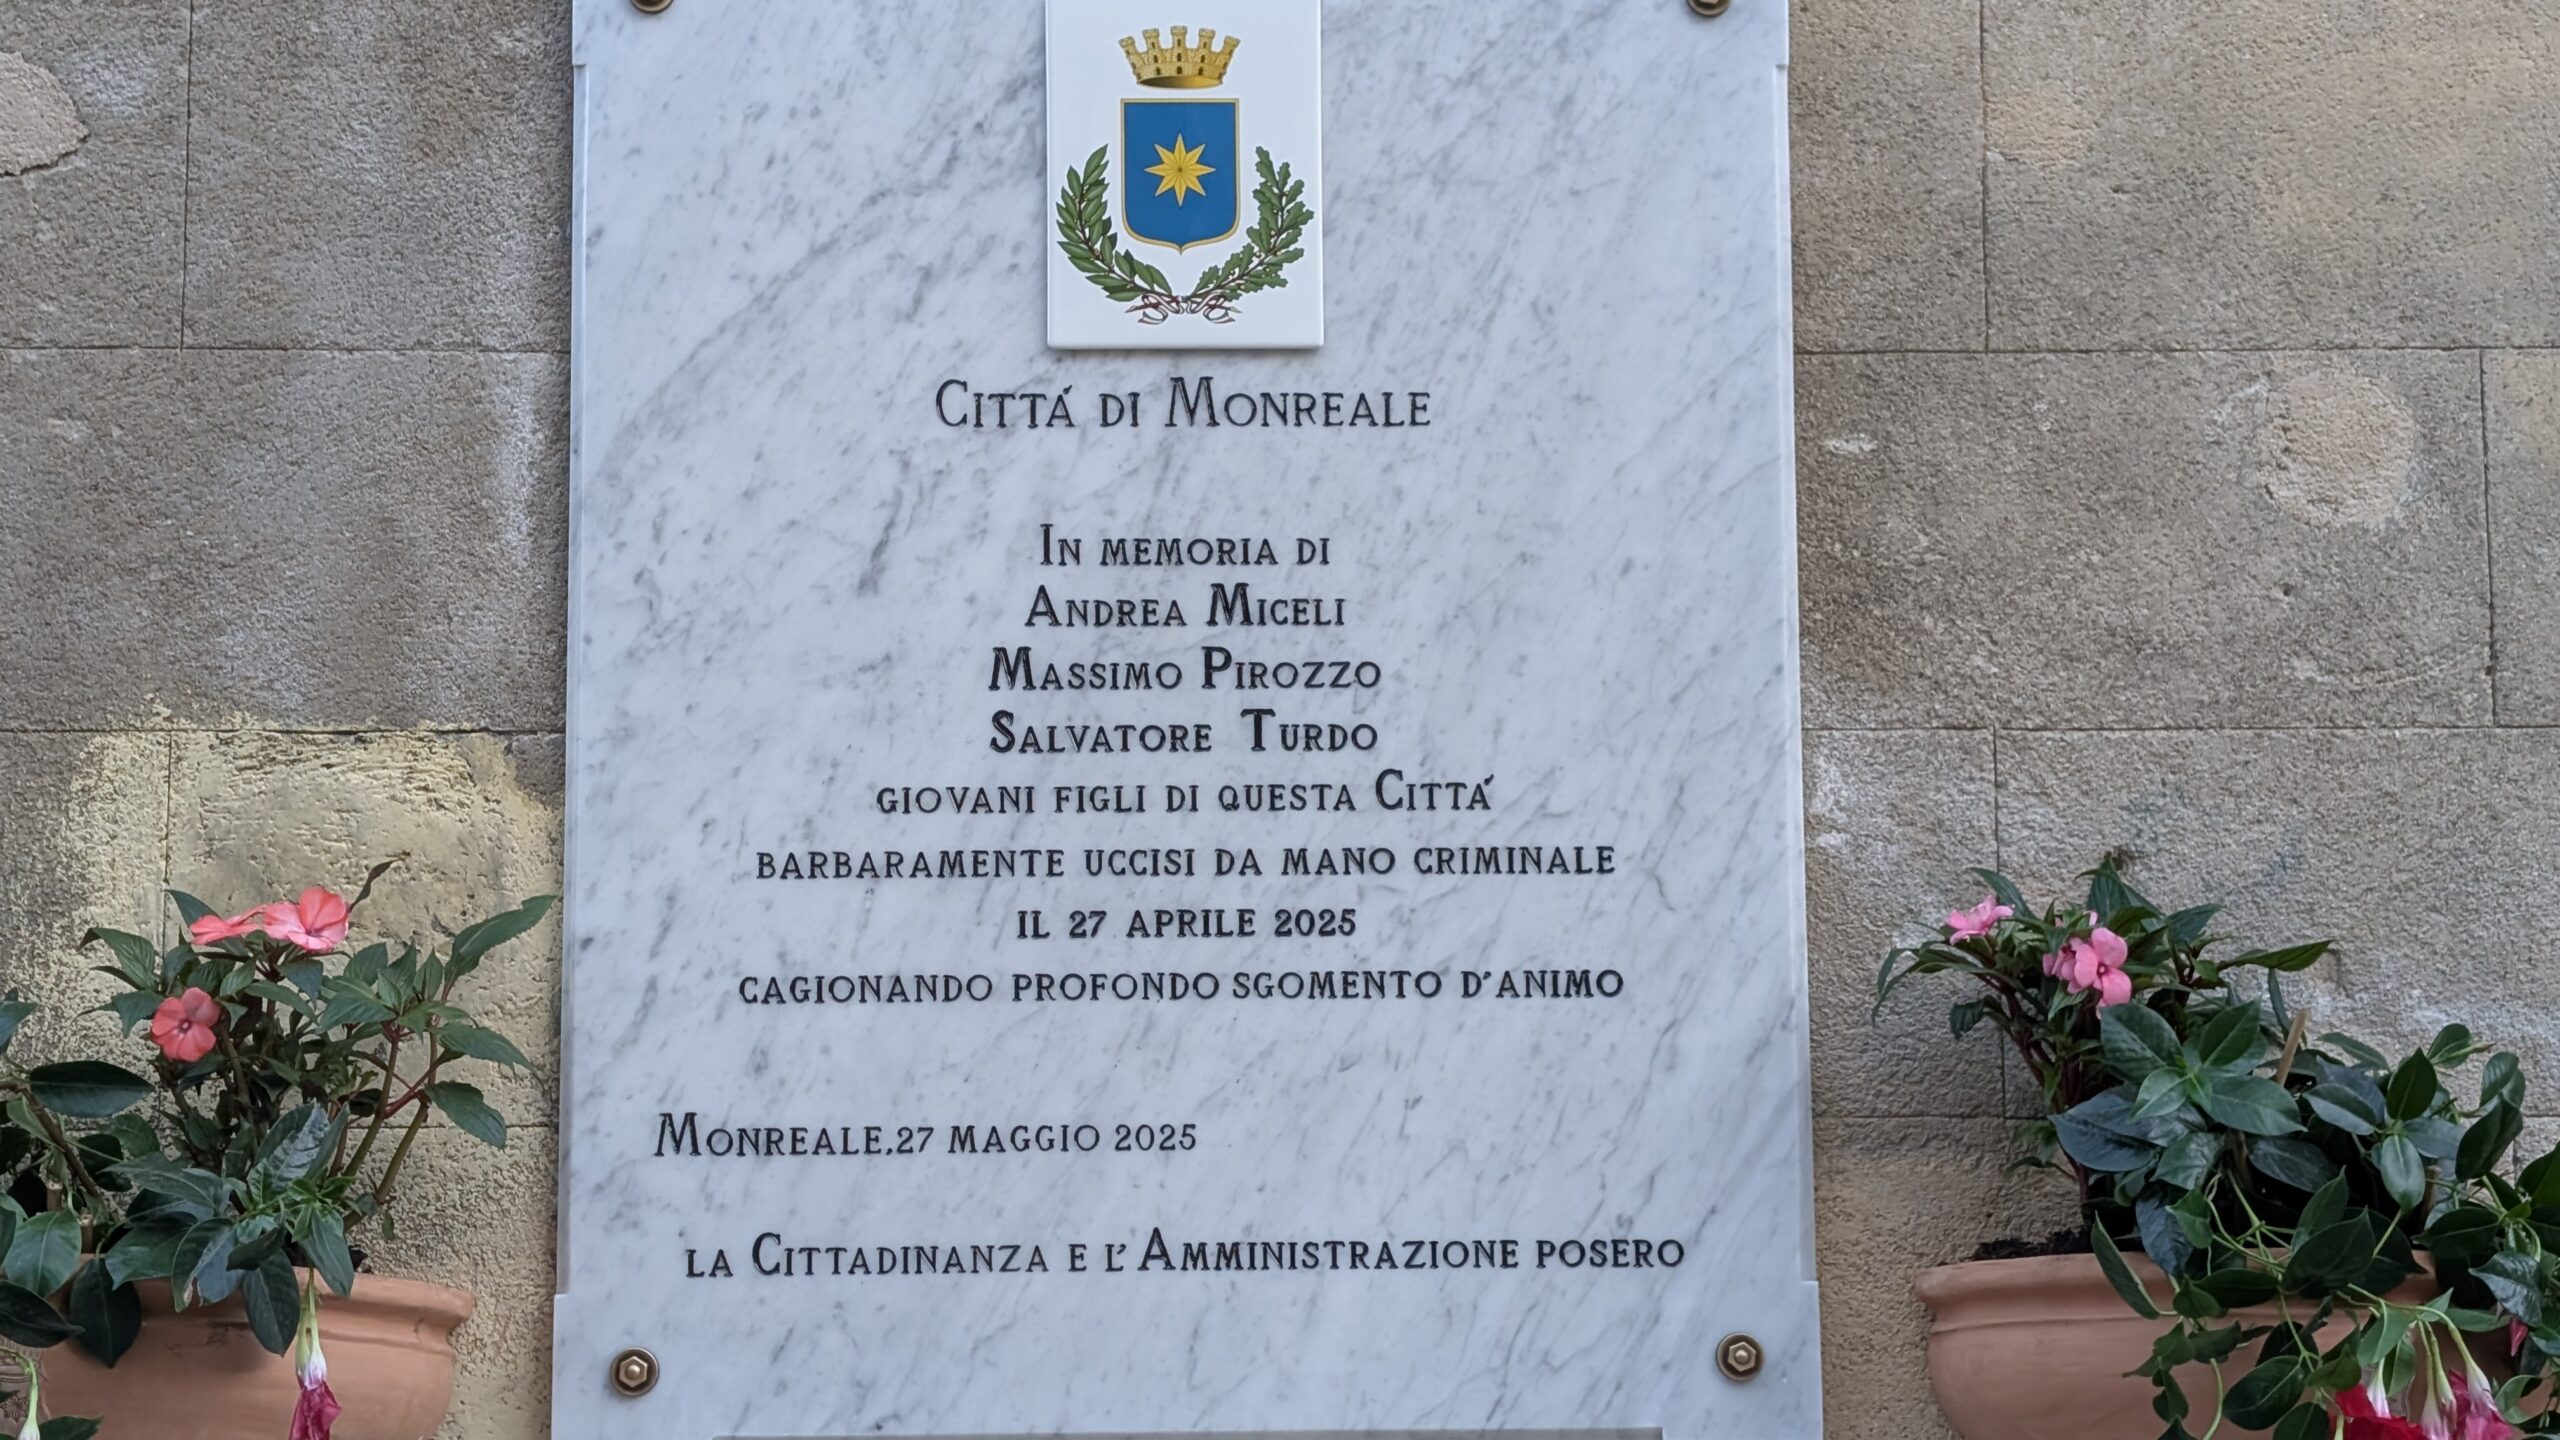 CITTÁ DI MONREALE
IN MEMORIA DI
ANDREA MICELI
MASSIMO PIROZZO
SALVATORE TURDO
GIOVANI FIGLI DI QUESTA CITTÁ
BARBARAMENTE UCCISI DA MANO CRIMINALE
IL 27 APRILE 2025
CAGIONANDO PROFONDO SGOMENTO D'ANIMO
MONREALE.27 MAGGIO 2025
LA CITTADINANZA E L'AMMINISTRAZIONE POSERO